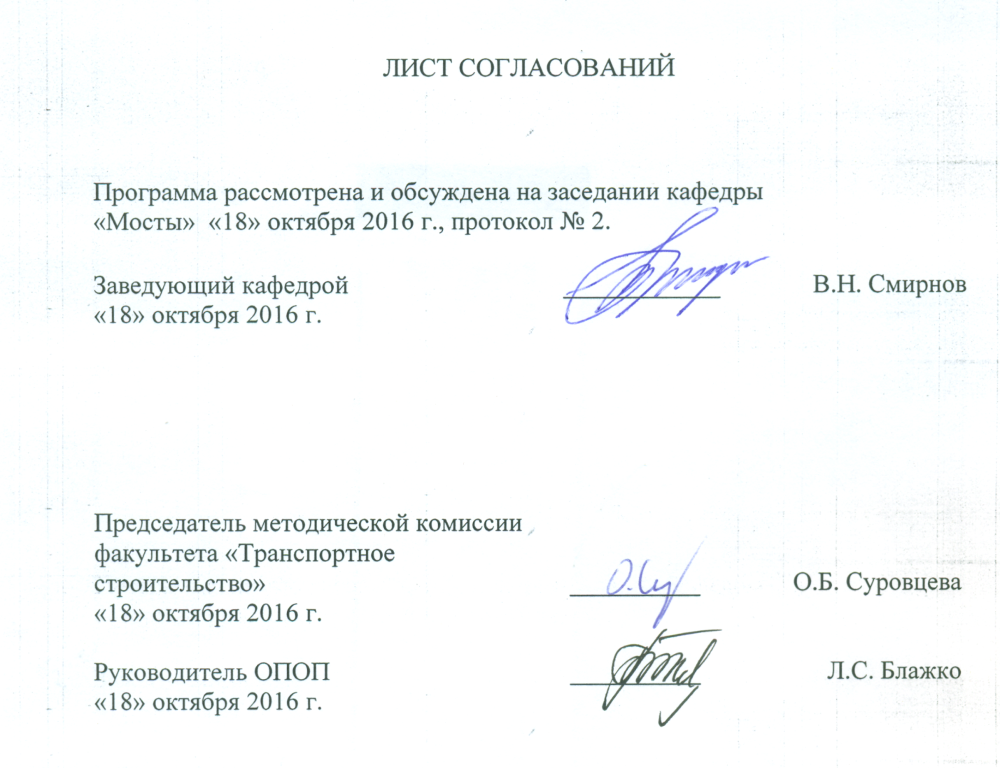 ЛИСТ СОГЛАСОВАНИЙ
Программа рассмотрена и обсуждена на заседании кафедры
«Мосты»  «18» октября 2016 г., протокол № 2.
Заведующий кафедрой
В.Н. Смирнов
«18» октября 2016 г.
Председатель методической комиссии
факультета «Транспортное
строительство»
О.Б. Суровцева
«18» октября 2016 г.
Руководитель ОПОП
Л.С. Блажко
«18» октября 2016 г.